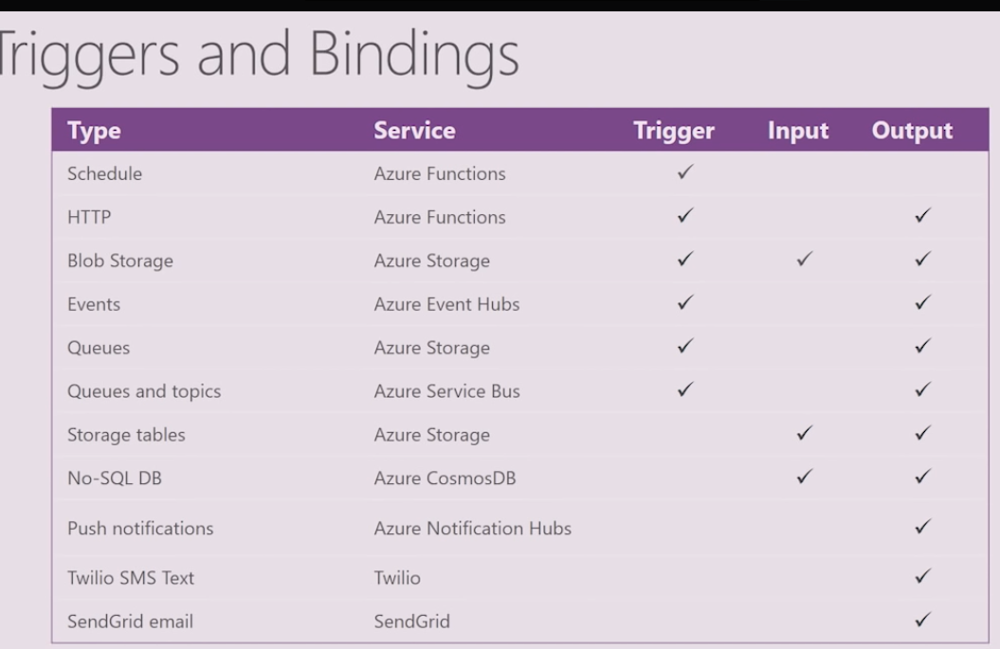 Triggers and Bindings
Type Service Trigger Input Output
Schedule Azure Functions ✓
HTTP Azure Functions ✓ ✓
Blob Storage Azure Storage ✓ ✓ ✓
Events Azure Event Hubs ✓ ✓
Queues Azure Storage ✓ ✓
Queues and topics Azure Service Bus ✓ ✓
Storage tables Azure Storage ✓ ✓
No-SQL DB Azure CosmosDB ✓ ✓
Push notifications Azure Notification Hubs ✓
Twilio SMS Text Twilio ✓
SendGrid email SendGrid ✓